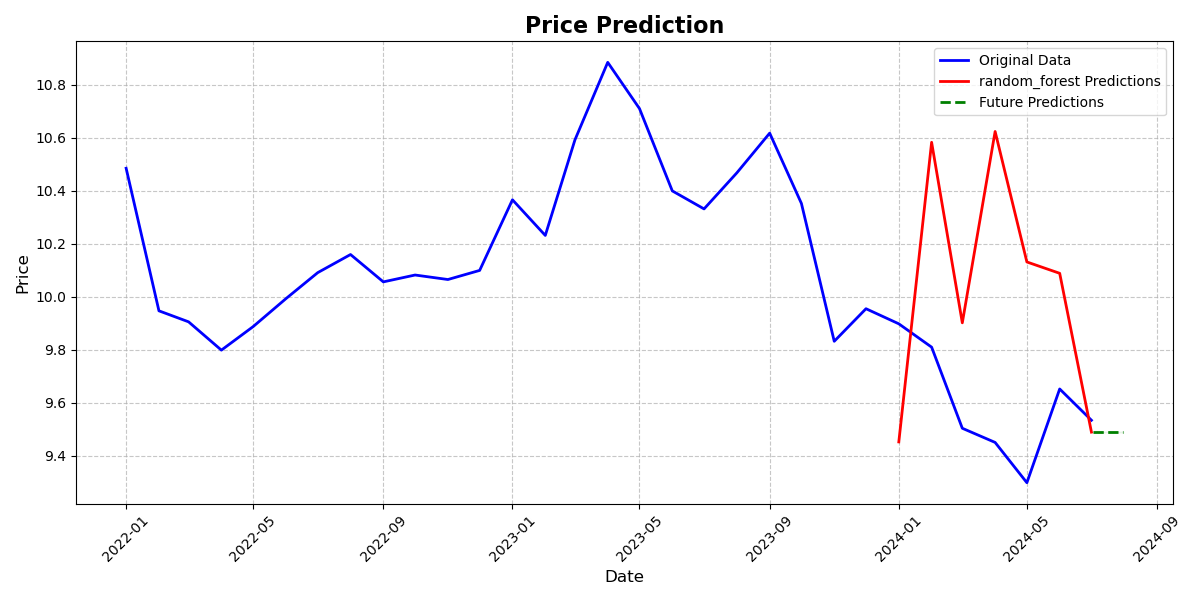 Price Prediction
Original Data
random_forest Predictions
Future Predictions
Price
10.8
10.6
10.4
10.2
10.0
9.8
9.6
9.4
2022-01
2022-05
2022-09
2023-01
2023-05
2023-09
2024-01
2024-05
2024-09
Date